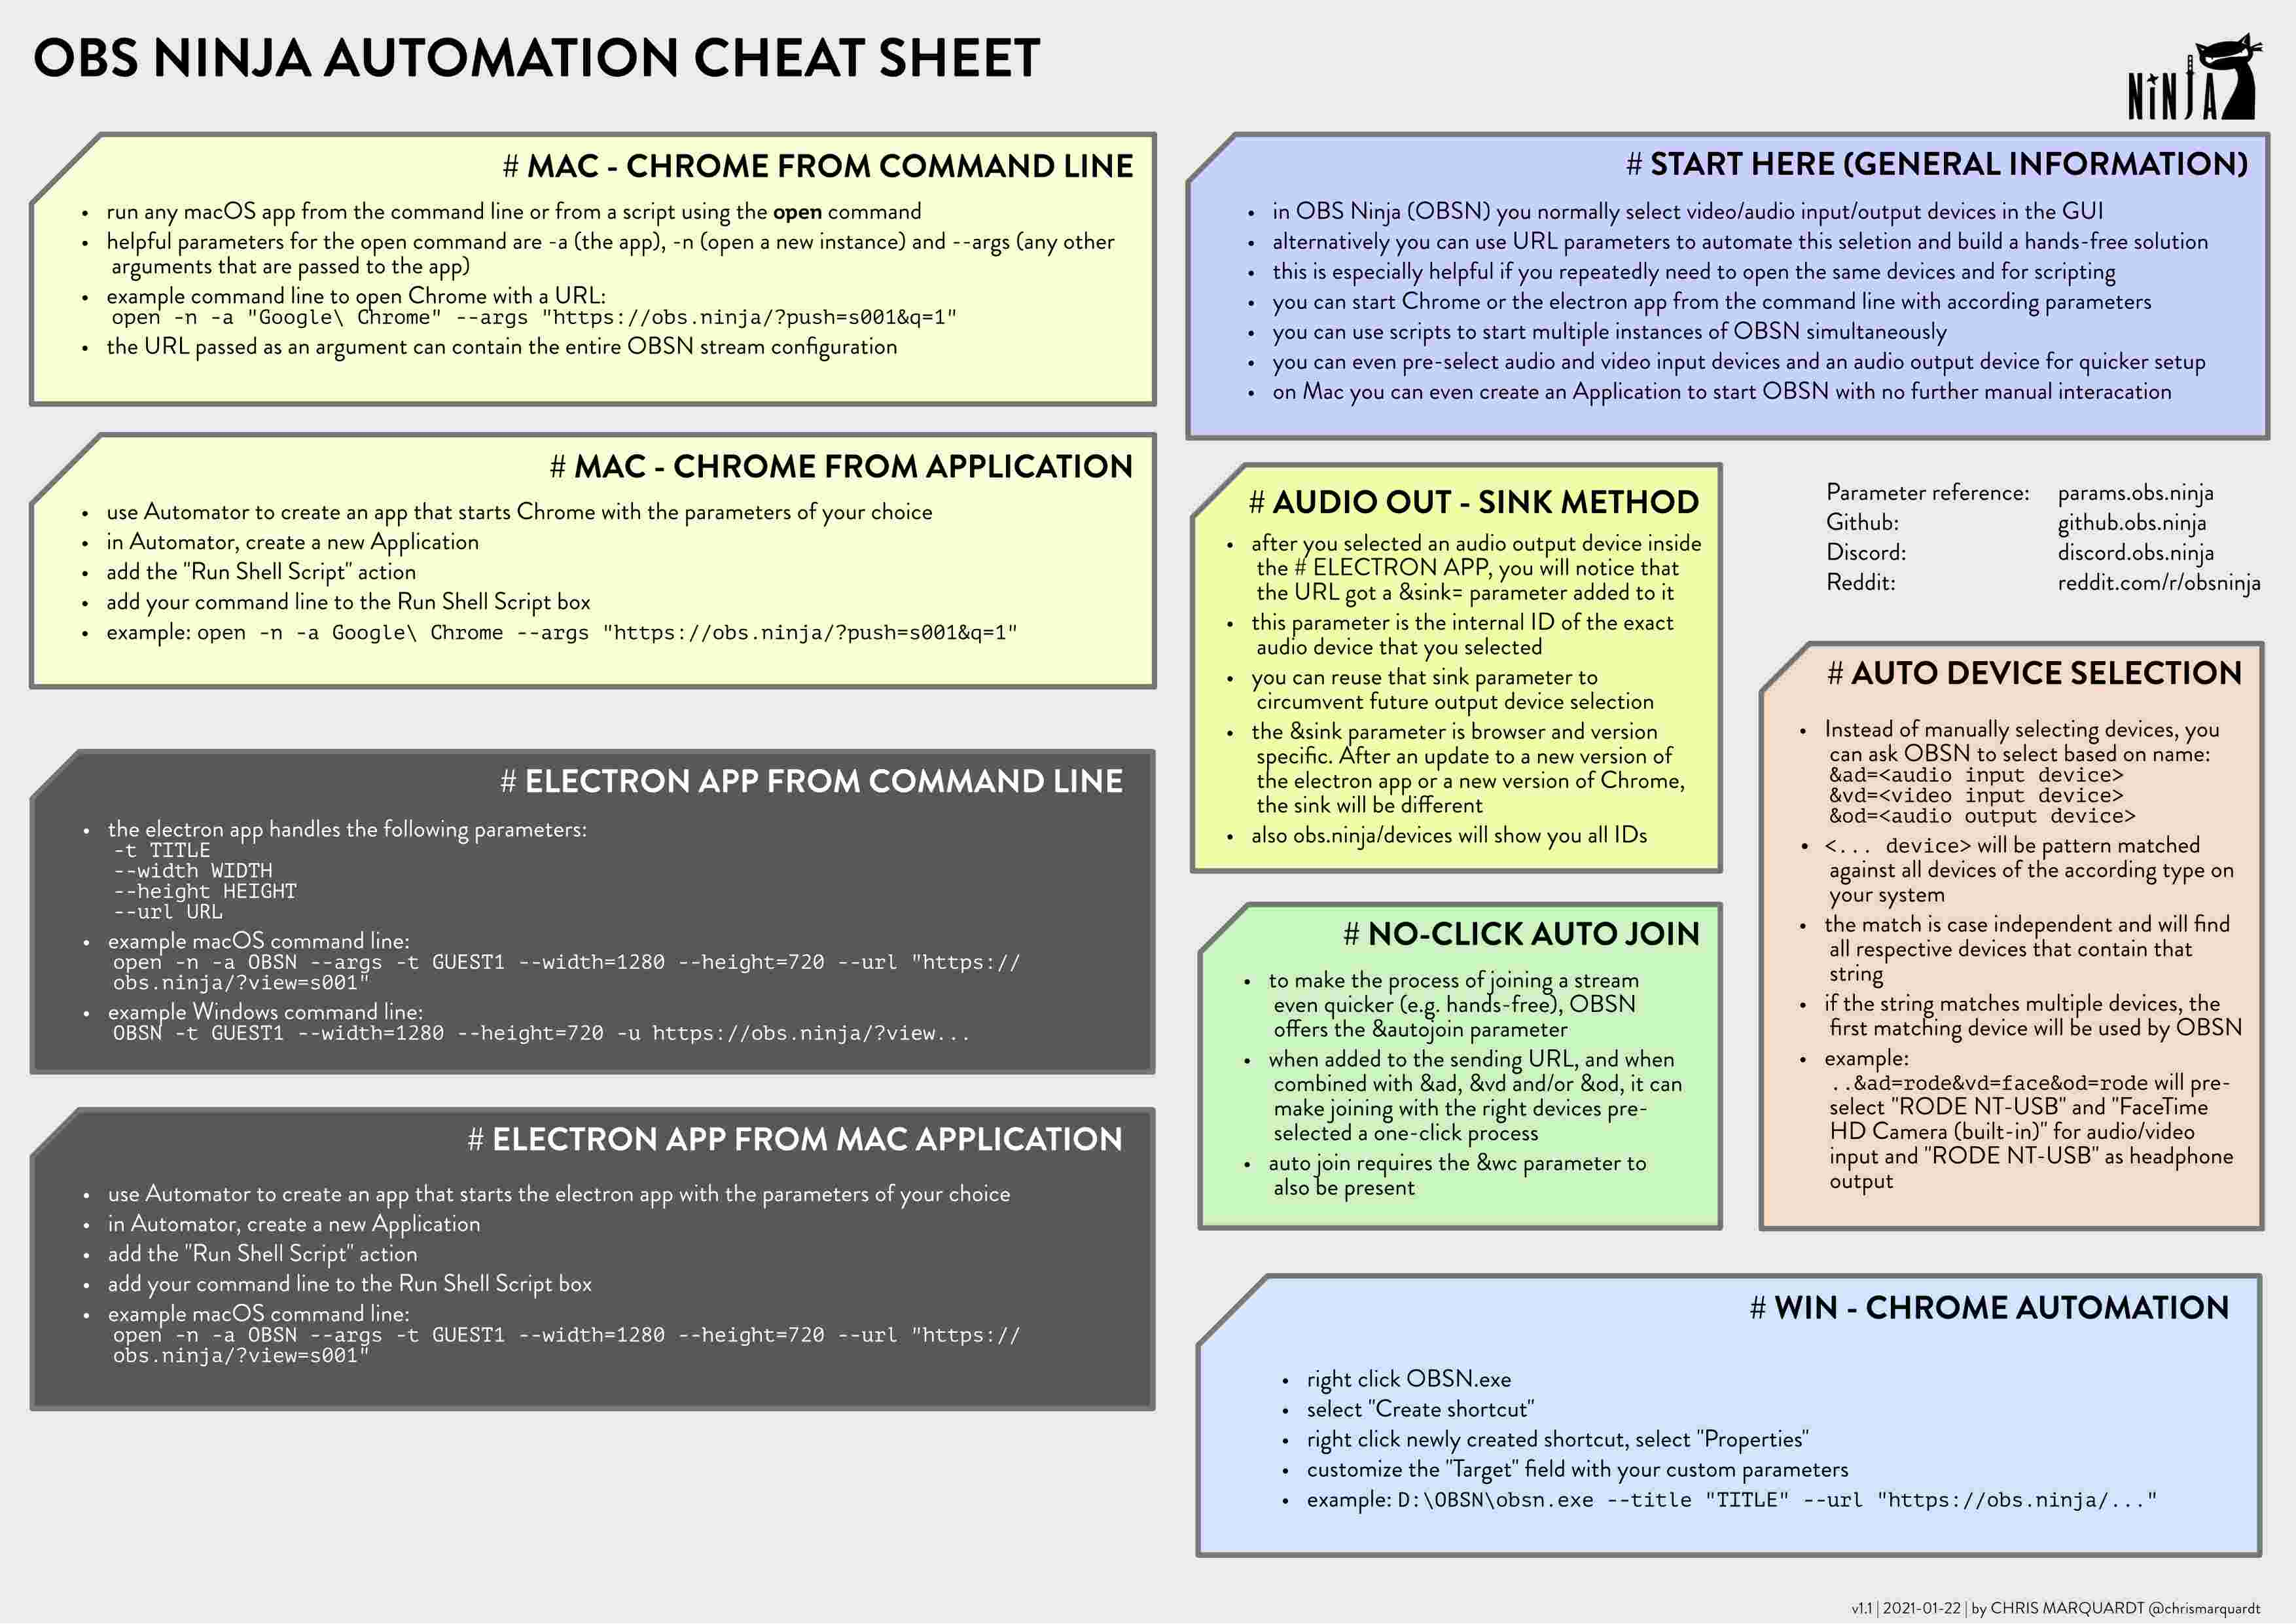 OBS NINJA AUTOMATION CHEAT SHEET
NiNJA
# MAC - CHROME FROM COMMAND LINE
• run any macOS app from the command line or from a script using the open command
• helpful parameters for the open command are -a (the app), -n (open a new instance) and --args (any other
arguments that are passed to the app)
• example command line to open Chrome with a URL:
open -n -a "Google\ Chrome" --args "https://obs.ninja/?push=s001&q=1"
• the URL passed as an argument can contain the entire OBSN stream configuration
# MAC - CHROME FROM APPLICATION
• use Automator to create an app that starts Chrome with the parameters of your choice
• in Automator, create a new Application
• add the "Run Shell Script" action
• add your command line to the Run Shell Script box
• example: open -n -a Google\ Chrome --args "https://obs.ninja/?push=s001&q=1"
# ELECTRON APP FROM COMMAND LINE
• the electron app handles the following parameters:
-t TITLE
--width WIDTH
--height HEIGHT
--url URL
• example macOS command line:
open -n -a OBSN --args -t GUEST1 --width=1280 --height=720 --url "https://
obs.ninja/?view=s001"
• example Windows command line:
OBSN -t GUEST1 --width=1280 --height=720 -u https://obs.ninja/?view...
# ELECTRON APP FROM MAC APPLICATION
• use Automator to create an app that starts the electron app with the parameters of your choice
• in Automator, create a new Application
• add the "Run Shell Script" action
• add your command line to the Run Shell Script box
• example macOS command line:
open -n -a OBSN --args -t GUEST1 --width=1280 --height=720 --url "https://
obs.ninja/?view=s001"
# START HERE (GENERAL INFORMATION)
• in OBS Ninja (OBSN) you normally select video/audio input/output devices in the GUI
• alternatively you can use URL parameters to automate this seletion and build a hands-free solution
• this is especially helpful if you repeatedly need to open the same devices and for scripting
• you can start Chrome or the electron app from the command line with according parameters
• you can use scripts to start multiple instances of OBSN simultaneously
• you can even pre-select audio and video input devices and an audio output device for quicker setup
• on Mac you can even create an Application to start OBSN with no further manual interacation
# AUDIO OUT - SINK METHOD
• after you selected an audio output device inside
the # ELECTRON APP, you will notice that
the URL got a &sink= parameter added to it
• this parameter is the internal ID of the exact
audio device that you selected
• you can reuse that sink parameter to
circumvent future output device selection
• the &sink parameter is browser and version
specific. After an update to a new version of
the electron app or a new version of Chrome,
the sink will be different
• also obs.ninja/devices will show you all IDs
Parameter reference: params.obs.ninja
Github: github.obs.ninja
Discord: discord.obs.ninja
Reddit: reddit.com/r/obsninja
# NO-CLICK AUTO JOIN
• to make the process of joining a stream
even quicker (e.g. hands-free), OBSN
offers the &autojoin parameter
• when added to the sending URL, and when
combined with &ad, &vd and/or &od, it can
make joining with the right devices pre-
selected a one-click process
• auto join requires the &wc parameter to
also be present
# AUTO DEVICE SELECTION
• Instead of manually selecting devices, you
can ask OBSN to select based on name:
&ad=<audio input device>
&vd=<video input device>
&od=<audio output device>
• <... device> will be pattern matched
against all devices of the according type on
your system
• the match is case independent and will find
all respective devices that contain that
string
• if the string matches multiple devices, the
first matching device will be used by OBSN
• example:
..&ad=rode&vd=face&od=rode will pre-
select "RODE NT-USB" and "FaceTime
HD Camera (built-in)" for audio/video
input and "RODE NT-USB" as headphone
output
# WIN - CHROME AUTOMATION
• right click OBSN.exe
• select "Create shortcut"
• right click newly created shortcut, select "Properties"
• customize the "Target" field with your custom parameters
• example: D:\OBSN\obsn.exe --title "TITLE" --url "https://obs.ninja/..."
v1.1 | 2021-01-22 | by CHRIS MARQUARDT @chrismarquardt